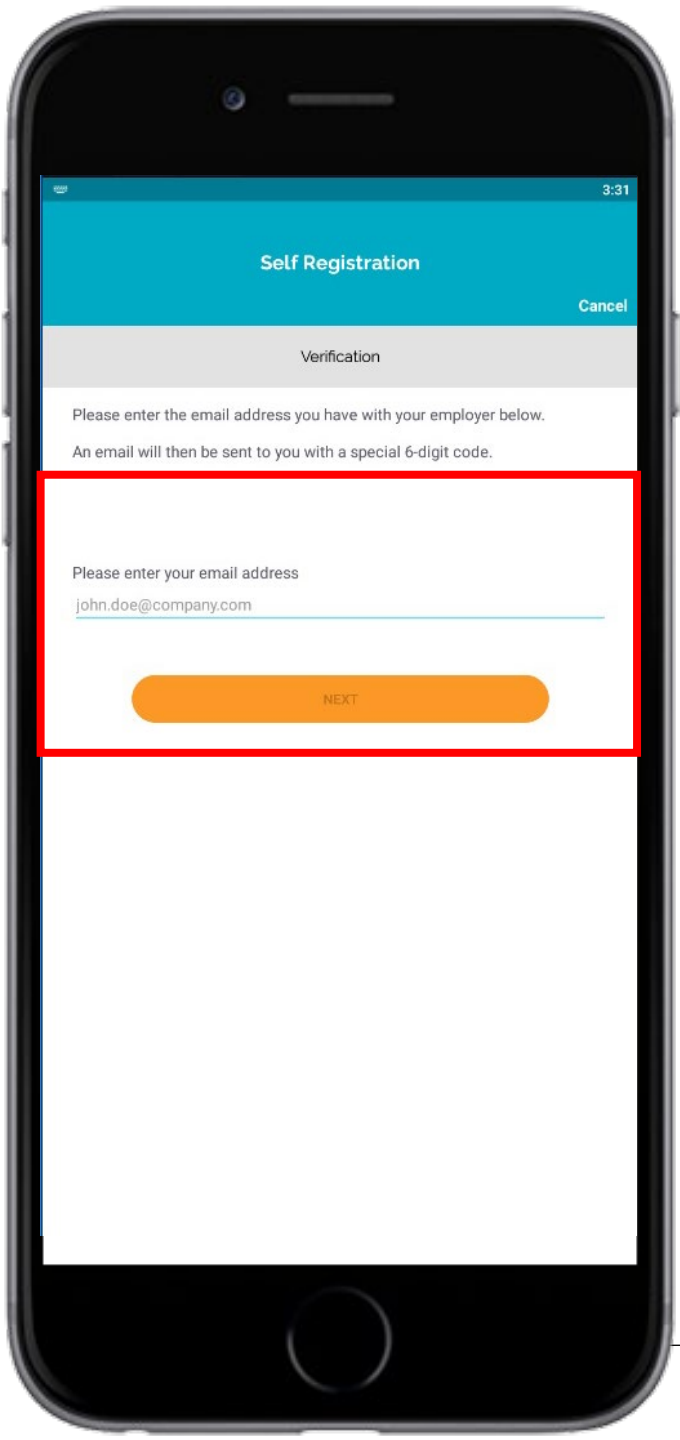 3:31
Self Registration
Cancel
Verification
Please enter the email address you have with your employer below.
An email will then be sent to you with a special 6-digit code.
Please enter your email address
john.doe@company.com
NEXT